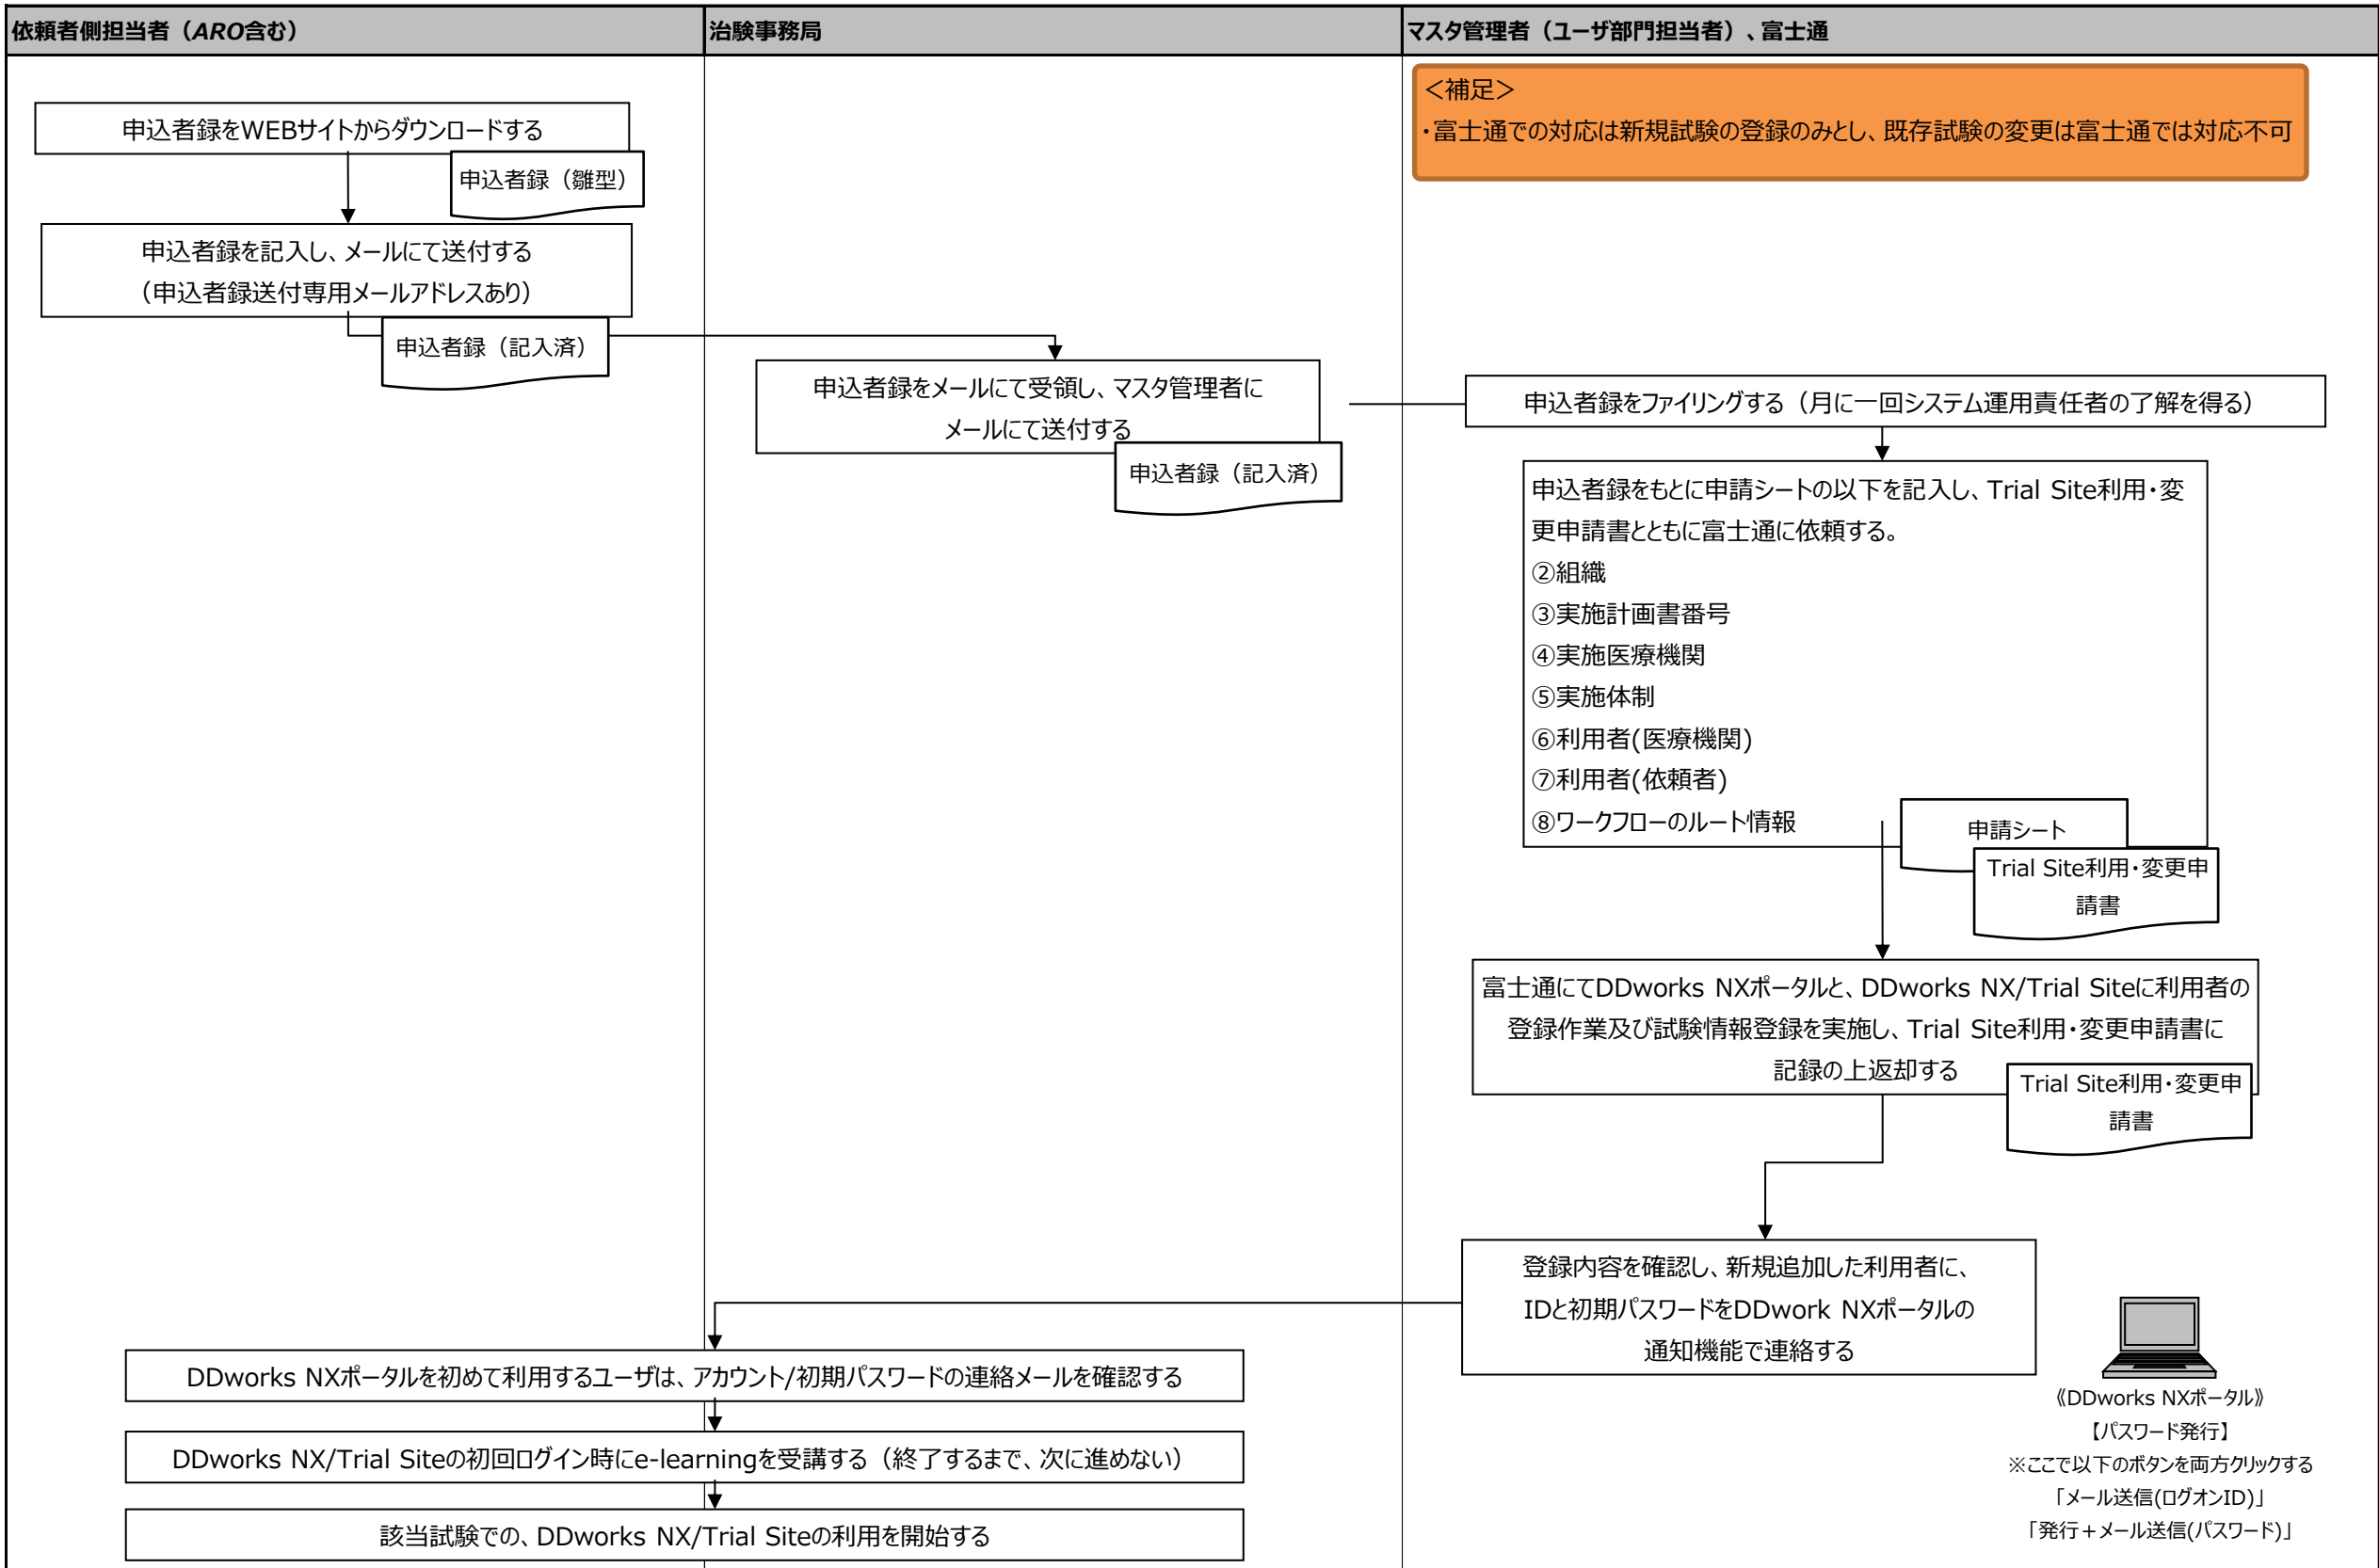 依頼者側担当者（ARO含む）
治験事務局
マスタ管理者（ユーザ部門担当者）、富士通
＜補足＞
・富士通での対応は新規試験の登録のみとし、既存試験の変更は富士通では対応不可
申込者録をWEBサイトからダウンロードする
申込者録（雛型）
申込者録を記入し、メールにて送付する
（申込者録送付専用メールアドレスあり）
申込者録（記入済）
申込者録をメールにて受領し、マスタ管理者に
メールにて送付する
申込者録（記入済）
申込者録をファイリングする（月に一回システム運用責任者の了解を得る）
申込者録をもとに申請シートの以下を記入し、Trial Site利用・変
更申請書とともに富士通に依頼する。
②組織
③実施計画書番号
④実施医療機関
⑤実施体制
⑥利用者(医療機関)
⑦利用者(依頼者)
⑧ワークフローのルート情報
申請シート
Trial Site利用・変更申
請書
富士通にてDDworks NXポータルと、DDworks NX/Trial Siteに利用者の
登録作業及び試験情報登録を実施し、Trial Site利用・変更申請書に
記録の上返却する
Trial Site利用・変更申
請書
登録内容を確認し、新規追加した利用者に、
IDと初期パスワードをDDwork NXポータルの
通知機能で連絡する
《DDworks NXポータル》
【パスワード発行】
※ここで以下のボタンを両方クリックする
「メール送信(ログオンID)」
「発行＋メール送信(パスワード)」
DDworks NXポータルを初めて利用するユーザは、アカウント/初期パスワードの連絡メールを確認する
DDworks NX/Trial Siteの初回ログイン時にe-learningを受講する（終了するまで、次に進めない）
該当試験での、DDworks NX/Trial Siteの利用を開始する